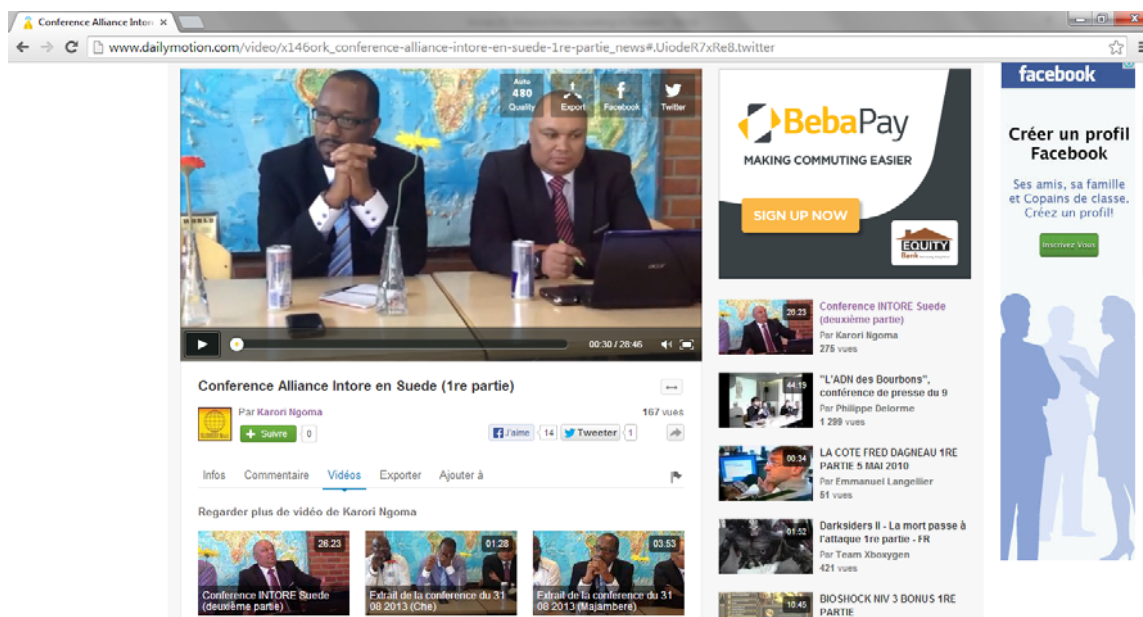 Conference Alliance Intor
www.dailymotion.com/video/x146ork_conference-alliance-intore-en-suede-1re-partie_news#.UiodeR7xRe8.twitter
Auto
480
Quality
Export
Facebook
Twitter
WORLD
acer
00:30 / 28:46
Conference Alliance Intore en Suede (1re partie)
Par Karori Ngoma
167 vues
+ Suivre
0
J'aime
14
Tweeter
1
Infos
Commentaire
Vidéos
Exporter
Ajouter à
Regarder plus de vidéo de Karori Ngoma
26:23
Conference INTORE Suede
(deuxième partie)
01:28
Extrait de la conference du 31
08 2013 (Che)
03:53
Extrait de la conference du 31
08 2013 (Majambere)
BebaPay
MAKING COMMUTING EASIER
SIGN UP NOW
EQUITY
Bank
26:23
Conference INTORE Suede
(deuxième partie)
Par Karori Ngoma
275 vues
44:19
"L'ADN des Bourbons",
conférence de presse du 9
Par Philippe Delorme
1 299 vues
00:34
LA COTE FRED DAGNEAU 1RE
PARTIE 5 MAI 2010
Par Emmanuel Langellier
51 vues
01:52
Darksiders II - La mort passe à
l'attaque 1re partie - FR
Par Team Xboxygen
421 vues
10:45
BIOSHOCK NIV 3 BONUS 1RE
PARTIE
facebook
Créer un profil
Facebook
Ses amis, sa famille
et Copains de classe.
Créez un profil!
Inscrivez Vous